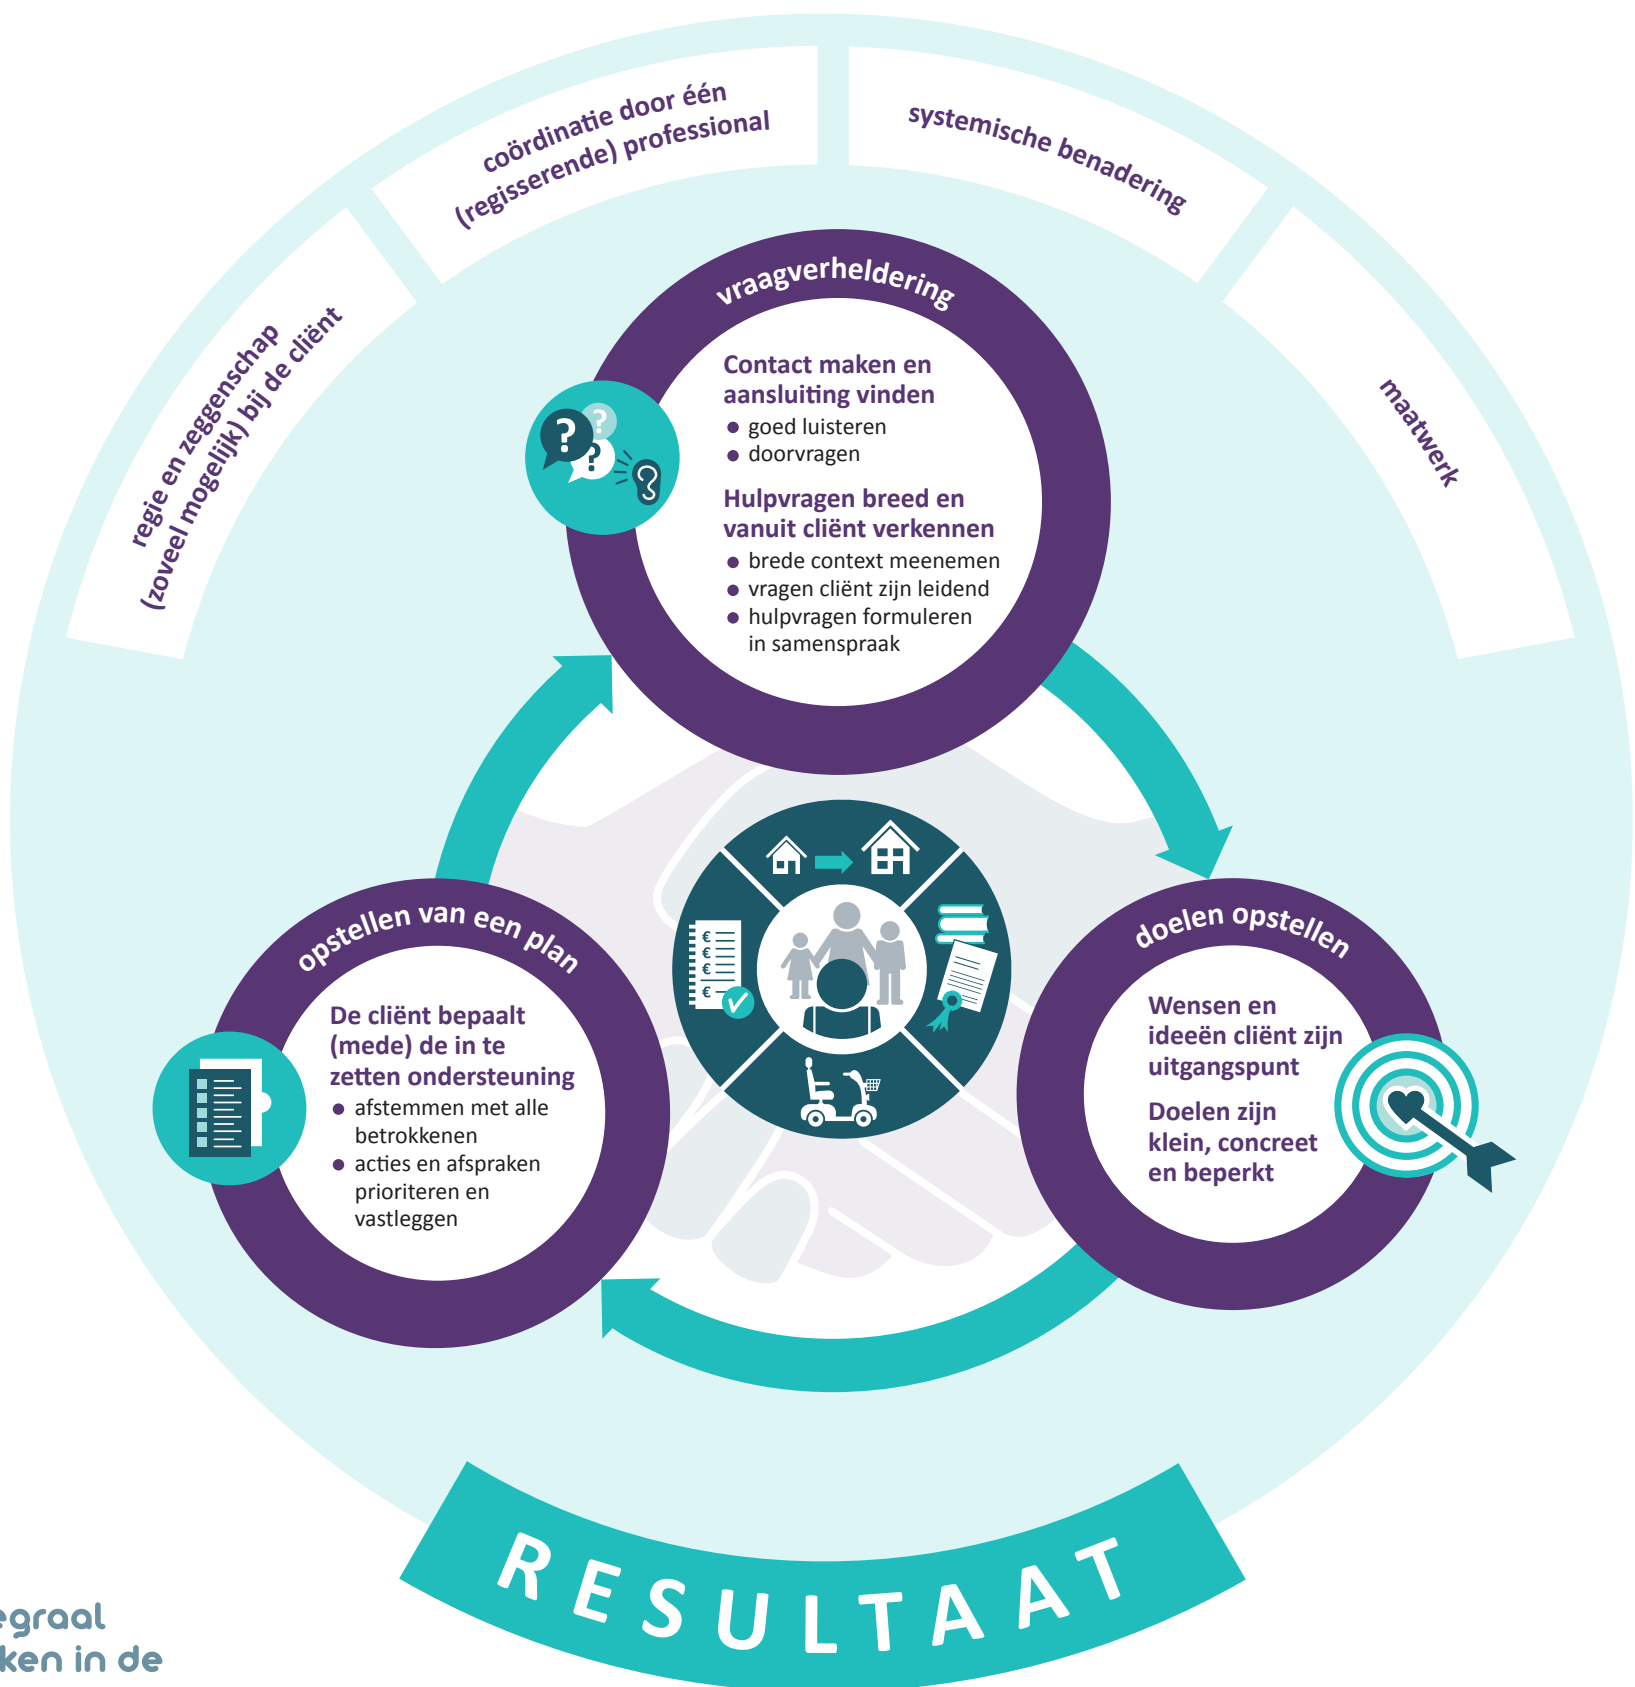 regie en zeggenschap
(zoveel mogelijk) bij de cliënt
coördinatie door één
(regisserende) professional
systemische benadering
maatwerk
vraagverheldering
Contact maken en
aansluiting vinden
• goed luisteren
• doorvragen
Hulpvragen breed en
vanuit cliënt verkennen
• brede context meenemen
• vragen cliënt zijn leidend
• hulpvragen formuleren
in samenspraak
doelen opstellen
Wensen en
ideeën cliënt zijn
uitgangspunt
Doelen zijn
klein, concreet
en beperkt
opstellen van een plan
De cliënt bepaalt
(mede) de in te
zetten ondersteuning
• afstemmen met alle
betrokkenen
• acties en afspraken
prioriteren en
vastleggen
RESULTAAT
egraal
ken in de